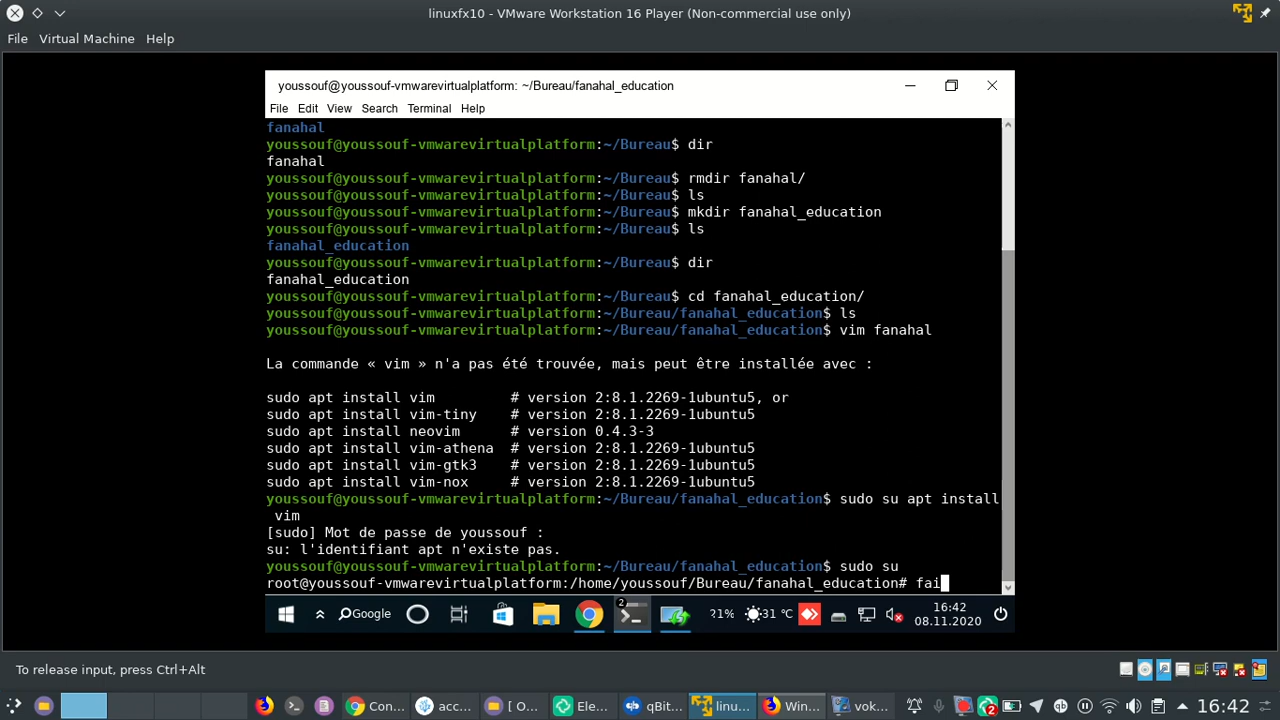 linuxfx10 - VMware Workstation 16 Player (Non-commercial use only)
File Virtual Machine Help
youssouf@youssouf-vmwarevirtualplatform: ~/Bureau/fanahal_education
File Edit View Search Terminal Help
fanahal
youssouf@youssouf-vmwarevirtualplatform:~/Bureau$ dir
fanahal
youssouf@youssouf-vmwarevirtualplatform:~/Bureau$ rmdir fanahal/
youssouf@youssouf-vmwarevirtualplatform:~/Bureau$ ls
youssouf@youssouf-vmwarevirtualplatform:~/Bureau$ mkdir fanahal_education
youssouf@youssouf-vmwarevirtualplatform:~/Bureau$ ls
fanahal_education
youssouf@youssouf-vmwarevirtualplatform:~/Bureau$ dir
fanahal_education
youssouf@youssouf-vmwarevirtualplatform:~/Bureau$ cd fanahal_education/
youssouf@youssouf-vmwarevirtualplatform:~/Bureau/fanahal_education$ ls
youssouf@youssouf-vmwarevirtualplatform:~/Bureau/fanahal_education$ vim fanahal
La commande « vim » n'a pas été trouvée, mais peut être installée avec :
sudo apt install vim # version 2:8.1.2269-1ubuntu5, or
sudo apt install vim-tiny # version 2:8.1.2269-1ubuntu5
sudo apt install neovim # version 0.4.3-3
sudo apt install vim-athena # version 2:8.1.2269-1ubuntu5
sudo apt install vim-gtk3 # version 2:8.1.2269-1ubuntu5
sudo apt install vim-nox # version 2:8.1.2269-1ubuntu5
youssouf@youssouf-vmwarevirtualplatform:~/Bureau/fanahal_education$ sudo su apt install
vim
[sudo] Mot de passe de youssouf :
su: l'identifiant apt n'existe pas.
youssouf@youssouf-vmwarevirtualplatform:~/Bureau/fanahal_education$ sudo su
root@youssouf-vmwarevirtualplatform:/home/youssouf/Bureau/fanahal_education# fai
Google 2 21% 31 °C 16:42
08.11.2020
To release input, press Ctrl+Alt
Con... acc... [ O... Ele... qBit... linu... Win... vok... 2 16:42